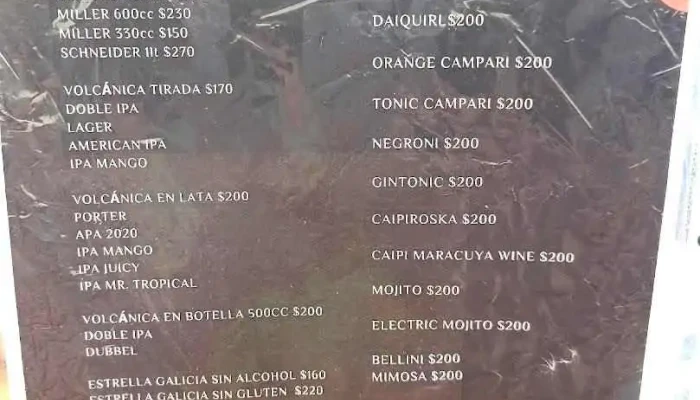 MILLER 600cc $230
MILLER 330cc $150
SCHNEIDER 1lt $270
VOLCÁNICA TIRADA $170
DOBLE IPA
LAGER
AMERICAN IPA
IPA MANGO
VOLCÁNICA EN LATA $200
PORTER
APA 2020
IPA MANGO
IPA JUICY
IPA MR. TROPICAL
VOLCÁNICA EN BOTELLA 500CC $200
DOBLE IPA
DUBBEL
ESTRELLA GALICIA SIN ALCOHOL $160
ESTRELLA GALICIA SIN GLUTEN $220
DAIQUIRI $200
ORANGE CAMPARI $200
TONIC CAMPARI $200
NEGRONI $200
GINTONIC $200
CAIPIROSKA $200
CAIPI MARACUYA WINE $200
MOJITO $200
ELECTRIC MOJITO $200
BELLINI $200
MIMOSA $200